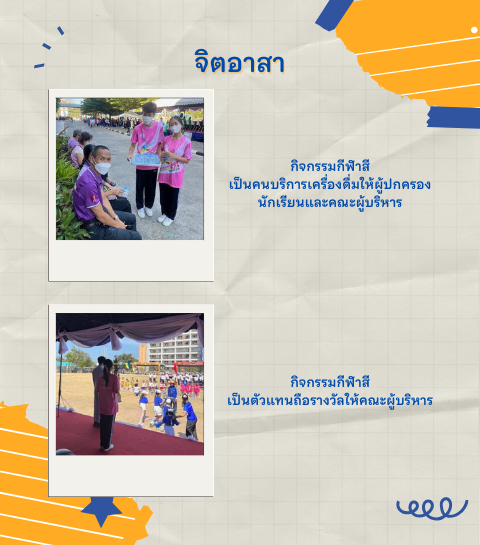 จิตอาสา
กิจกรรมกีฬาสี
เป็นคนบริการเครื่องดื่มให้ผู้ปกครอง
นักเรียนและคณะผู้บริหาร
กิจกรรมกีฬาสี
เป็นตัวแทนถือรางวัลให้คณะผู้บริหาร